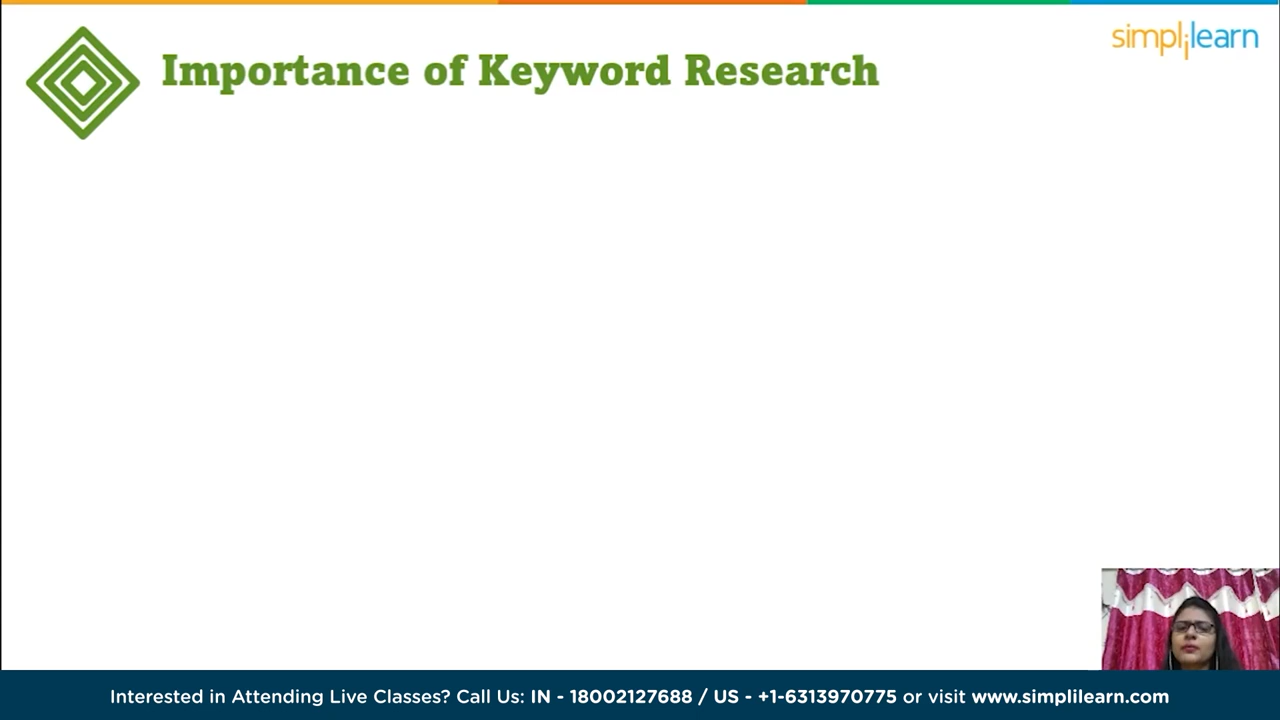 simplilearn
Importance of Keyword Research
Interested in Attending Live Classes? Call Us: IN - 18002127688 / US - +1-6313970775 or visit www.simplilearn.com